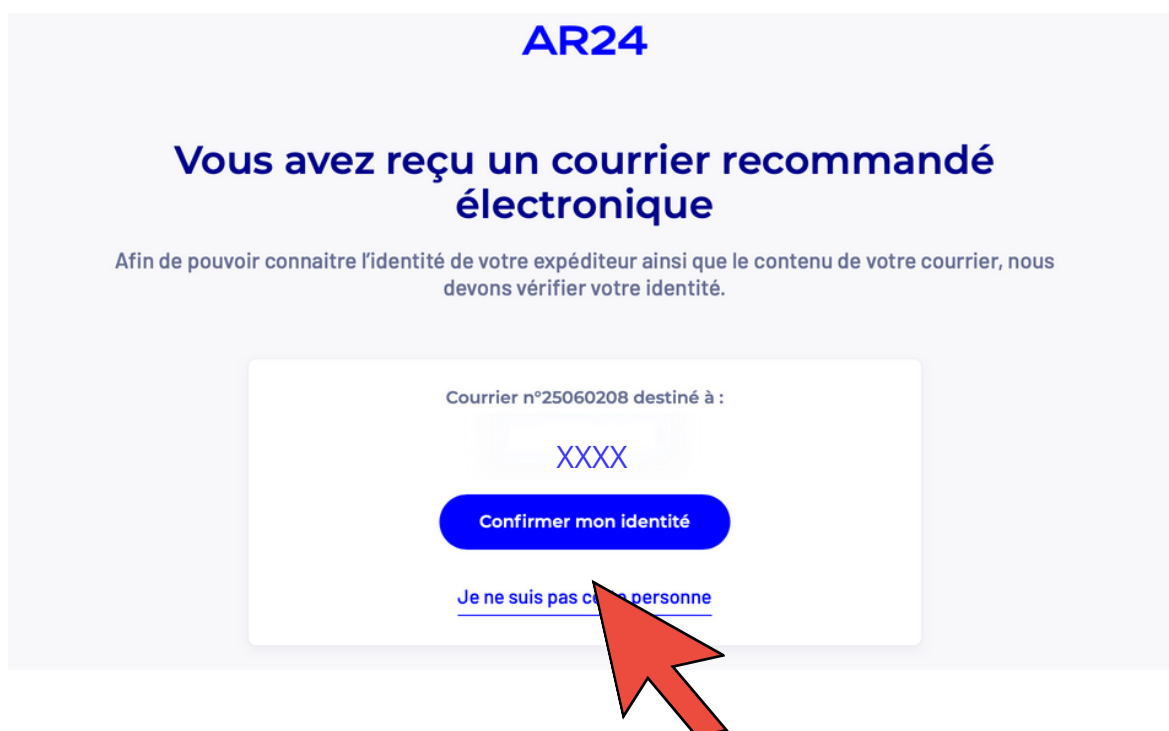 AR24
Vous avez reçu un courrier recommandé
électronique
Afin de pouvoir connaitre l'identité de votre expéditeur ainsi que le contenu de votre courrier, nous
devons vérifier votre identité.
Courrier n°25060208 destiné à :
XXXX
Confirmer mon identité
Je ne suis pas personne